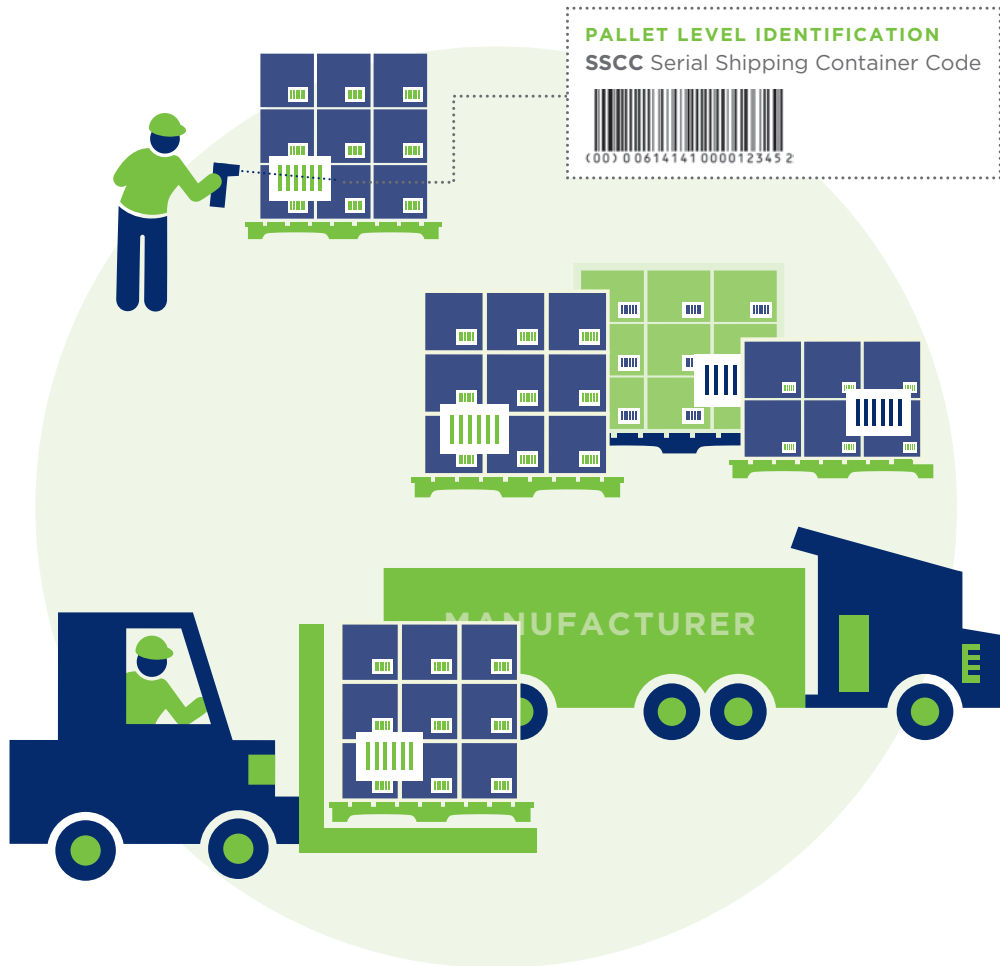 PALLET LEVEL IDENTIFICATION
SSCC Serial Shipping Container Code
(00) 0 0614141 000012345 2
MANUFACTURER